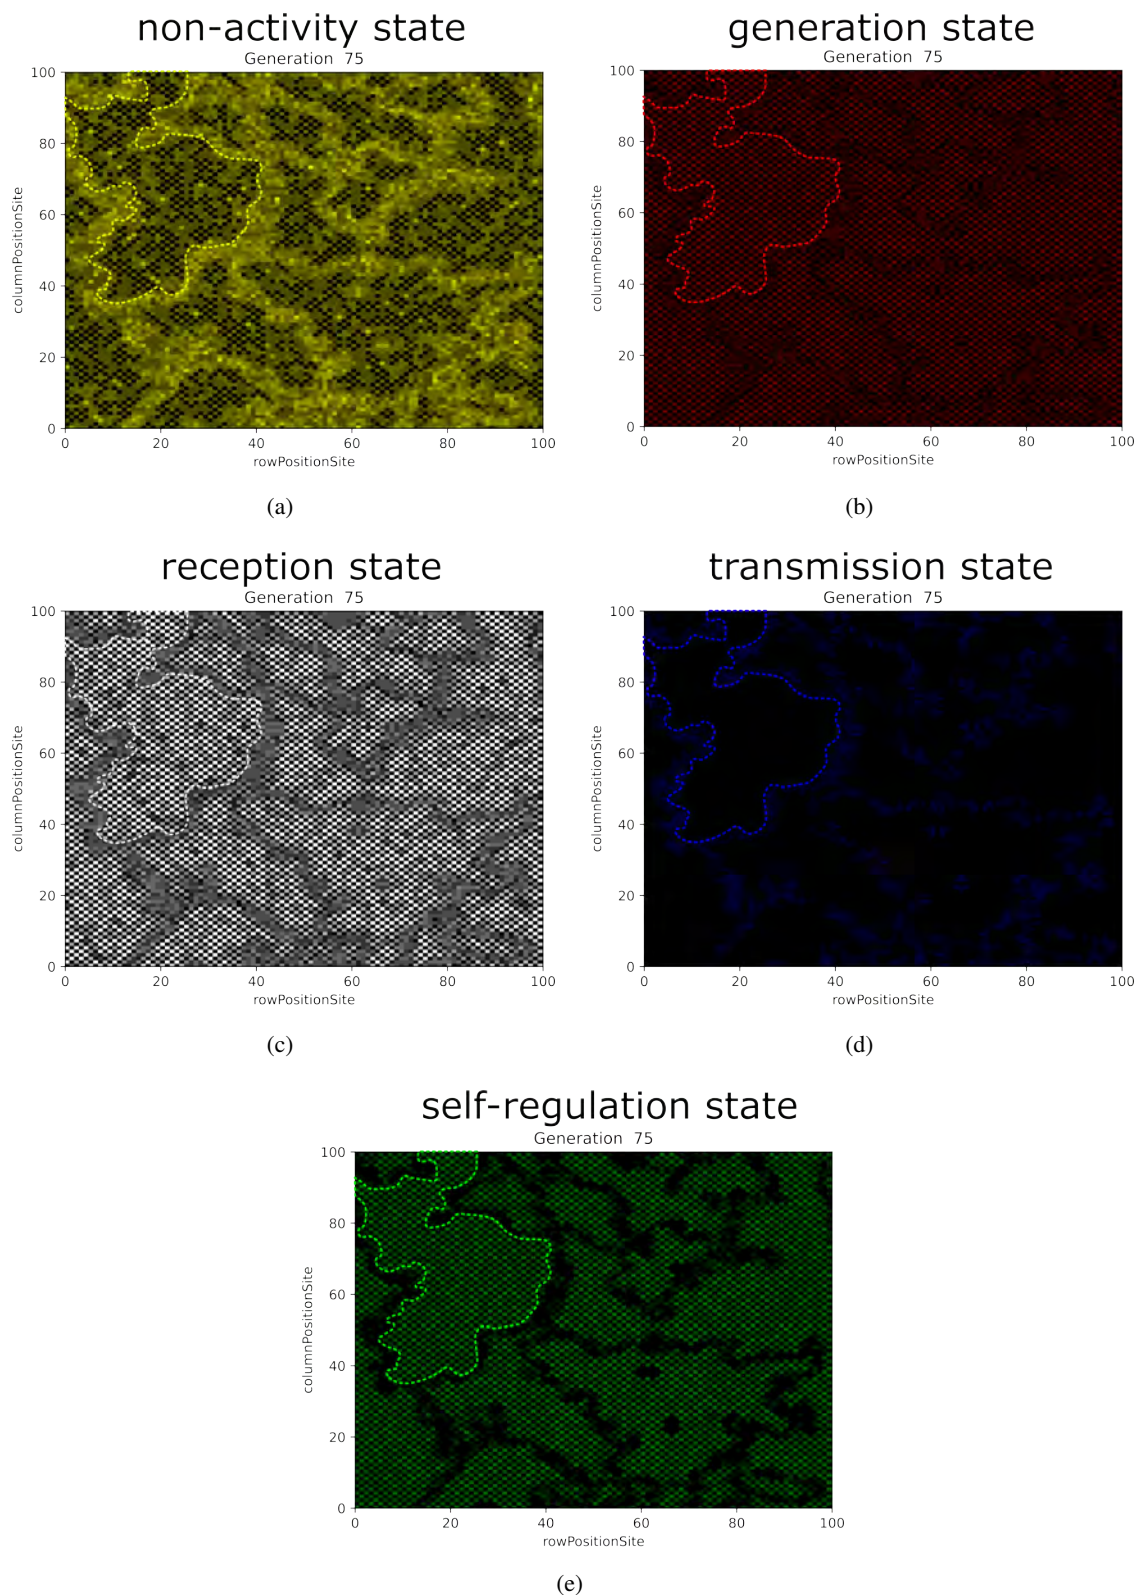 non-activity state
Generation 75
100
80
60
40
20
0
columnPositionSite
0 20 40 60 80 100
rowPositionSite
(a)
generation state
Generation 75
100
80
60
40
20
0
columnPositionSite
0 20 40 60 80 100
rowPositionSite
(b)
reception state
Generation 75
100
80
60
40
20
0
columnPositionSite
0 20 40 60 80 100
rowPositionSite
(c)
transmission state
Generation 75
100
80
60
40
20
0
columnPositionSite
0 20 40 60 80 100
rowPositionSite
(d)
self-regulation state
Generation 75
100
80
60
40
20
0
columnPositionSite
0 20 40 60 80 100
rowPositionSite
(e)